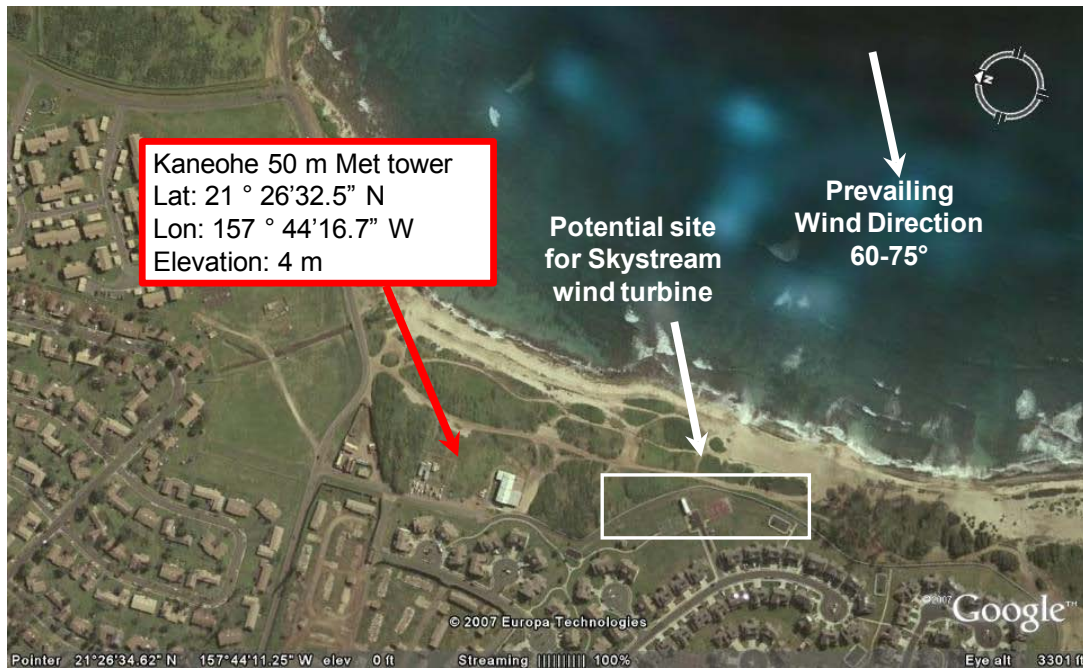 N
Kaneohe 50 m Met tower
Lat: 21 ° 26’32.5” N
Lon: 157 ° 44’16.7” W
Elevation: 4 m
Prevailing
Wind Direction
60-75°
Potential site
for Skystream
wind turbine
©2007 Google™
© 2007 Europa Technologies
Pointer 21°26'34.62" N 157°44'11.25" W elev 0 ft Streaming |||||||||| 100% Eye alt 3301 ft